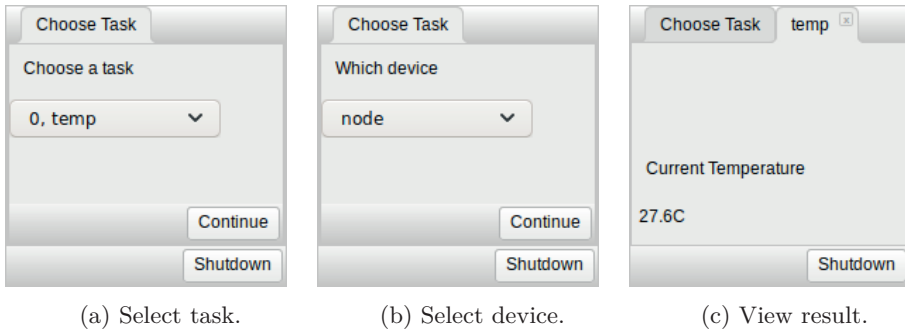 Choose Task
Choose a task
0, temp
Continue
Shutdown
(a) Select task.
Choose Task
Which device
node
Continue
Shutdown
(b) Select device.
Choose Task temp x
Current Temperature
27.6C
Shutdown
(c) View result.